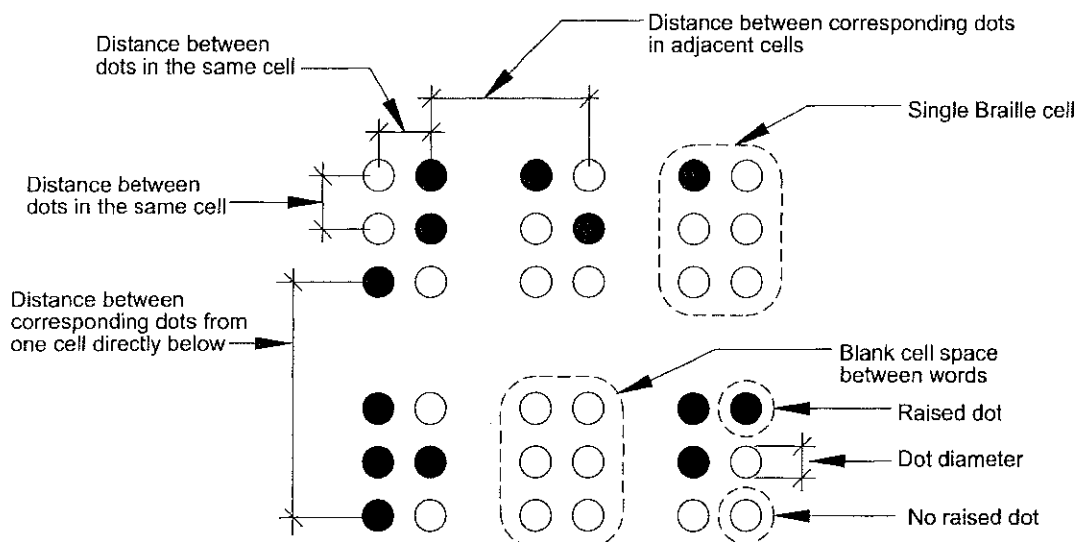 Distance between corresponding dots
in adjacent cells
Distance between
dots in the same cell
Single Braille cell
Distance between
dots in the same cell
Distance between
corresponding dots from
one cell directly below
Blank cell space
between words
Raised dot
Dot diameter
No raised dot